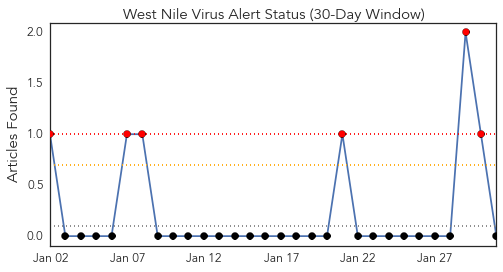 West Nile Virus Alert Status (30-Day Window)
Articles Found
2.0
1.5
1.0
0.5
0.0
Jan 02 Jan 07 Jan 12 Jan 17 Jan 22 Jan 27